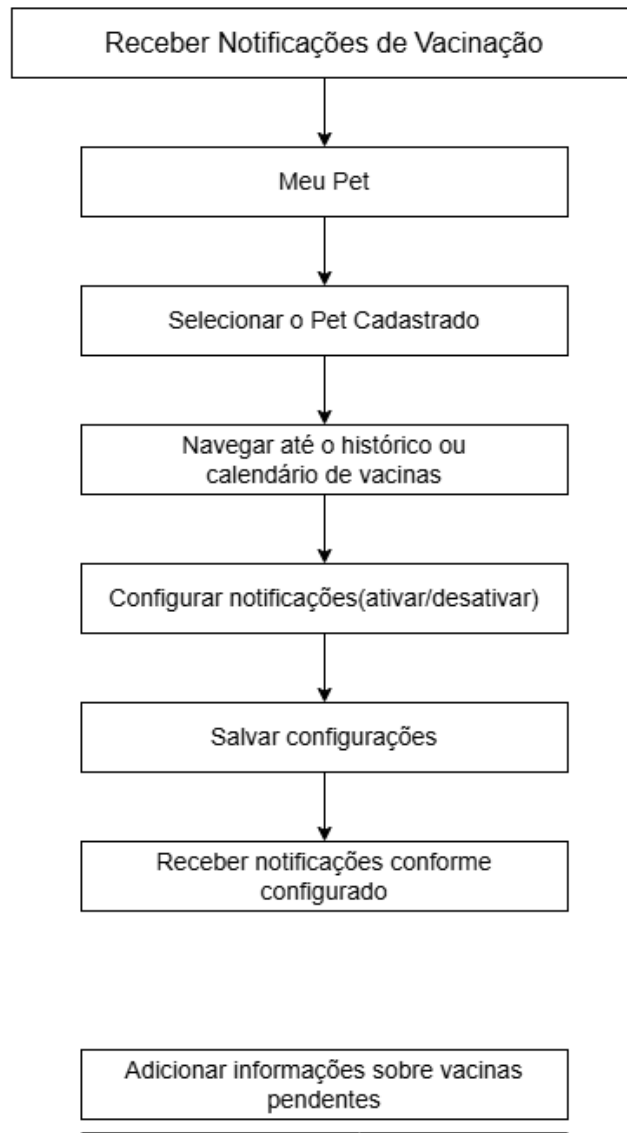 Receber Notificações de Vacinação
Meu Pet
Selecionar o Pet Cadastrado
Navegar até o histórico ou
calendário de vacinas
Configurar notificações(ativar/desativar)
Salvar configurações
Receber notificações conforme
configurado
Adicionar informações sobre vacinas
pendentes